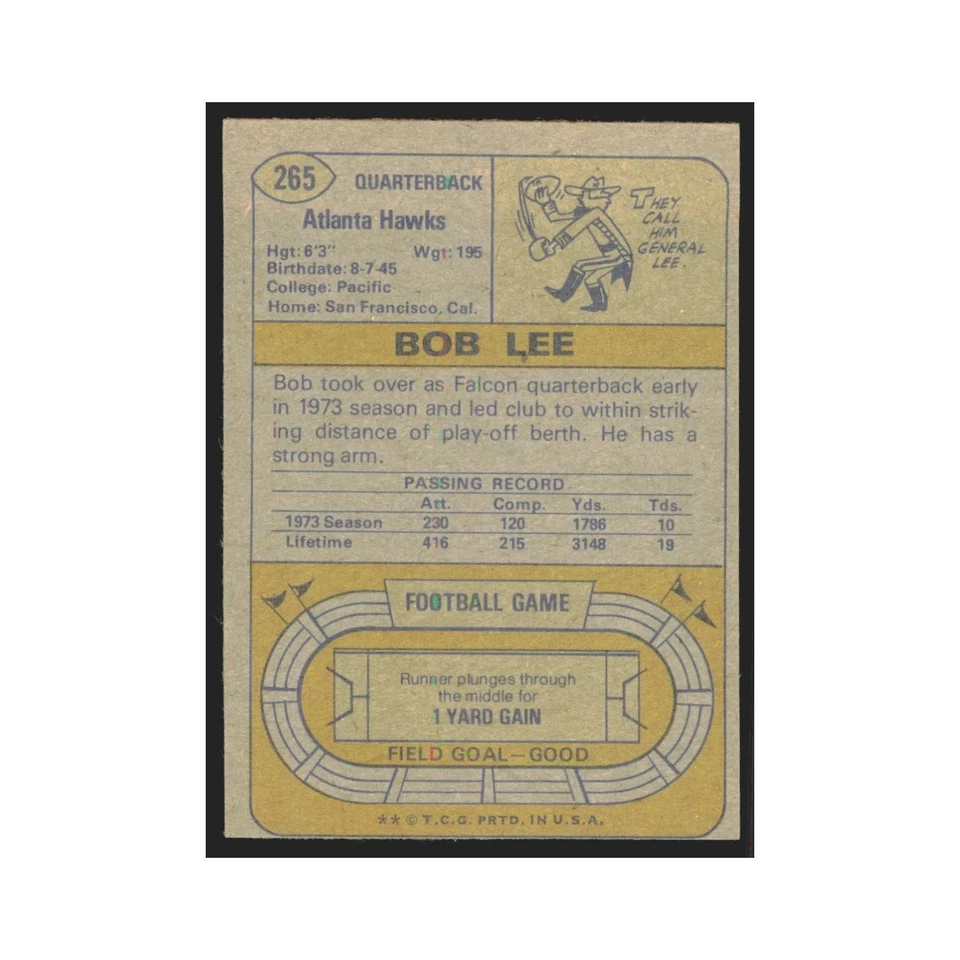 265
QUARTERBACK
Atlanta Hawks
Hgt: 6'3" Wgt: 195
Birthdate: 8-7-45
College: Pacific
Home: San Francisco, Cal.
THEY
CALL
HIM
GENERAL
LEE.
BOB LEE
Bob took over as Falcon quarterback early
in 1973 season and led club to within strik-
ing distance of play-off berth. He has a
strong arm.
PASSING RECORD
Att. Comp. Yds. Tds.
1973 Season 230 120 1786 10
Lifetime 416 215 3148 19
FOOTBALL GAME
Runner plunges through
the middle for
1 YARD GAIN
FIELD GOAL—GOOD
** © T.C.G. PRTD. IN U.S.A.